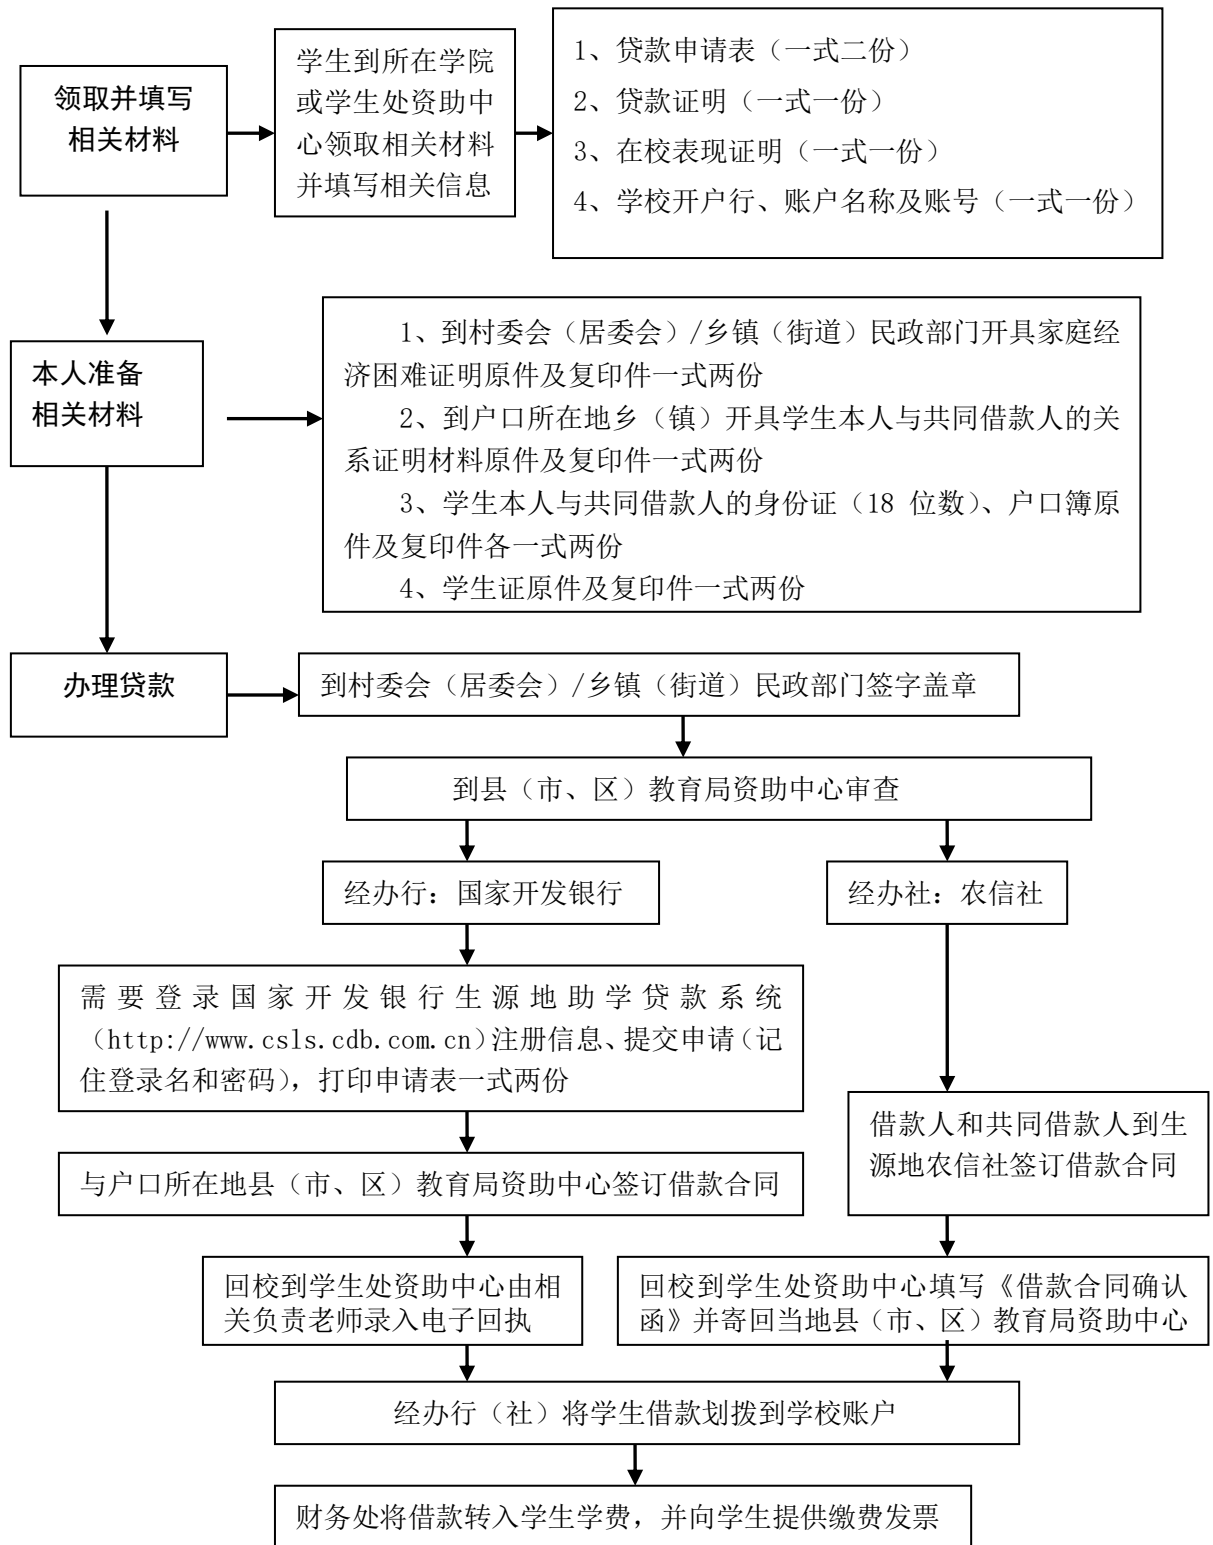 领取并填写
相关材料
学生到所在学院
或学生处资助中
心领取相关材料
并填写相关信息
1、贷款申请表（一式二份）
2、贷款证明（一式一份）
3、在校表现证明（一式一份）
4、学校开户行、账户名称及账号（一式一份）
本人准备
相关材料
1、到村委会（居委会）/乡镇（街道）民政部门开具家庭经
济困难证明原件及复印件一式两份
2、到户口所在地乡（镇）开具学生本人与共同借款人的关
系证明材料原件及复印件一式两份
3、学生本人与共同借款人的身份证（18 位数）、户口簿原
件及复印件各一式两份
4、学生证原件及复印件一式两份
办理贷款
到村委会（居委会）/乡镇（街道）民政部门签字盖章
到县（市、区）教育局资助中心审查
经办行：国家开发银行
经办社：农信社
需要登录国家开发银行生源地助学贷款系统
（http://www.csls.cdb.com.cn）注册信息、提交申请（记
住登录名和密码），打印申请表一式两份
借款人和共同借款人到生
源地农信社签订借款合同
与户口所在地县（市、区）教育局资助中心签订借款合同
回校到学生处资助中心由相
关负责老师录入电子回执
回校到学生处资助中心填写《借款合同确认
函》并寄回当地县（市、区）教育局资助中心
经办行（社）将学生借款划拨到学校账户
财务处将借款转入学生学费，并向学生提供缴费发票